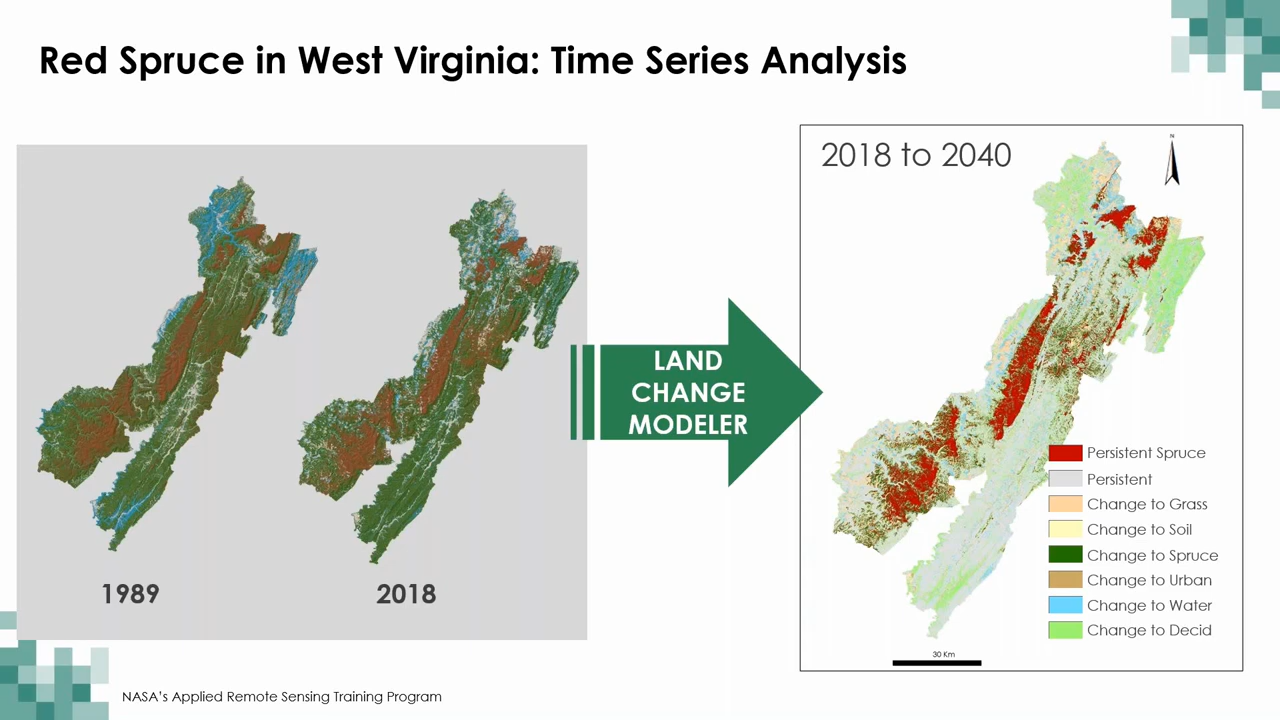 Red Spruce in West Virginia: Time Series Analysis
1989
2018
LAND
CHANGE
MODELER
2018 to 2040
N
Persistent Spruce
Persistent
Change to Grass
Change to Soil
Change to Spruce
Change to Urban
Change to Water
Change to Decid
30 Km
NASA's Applied Remote Sensing Training Program